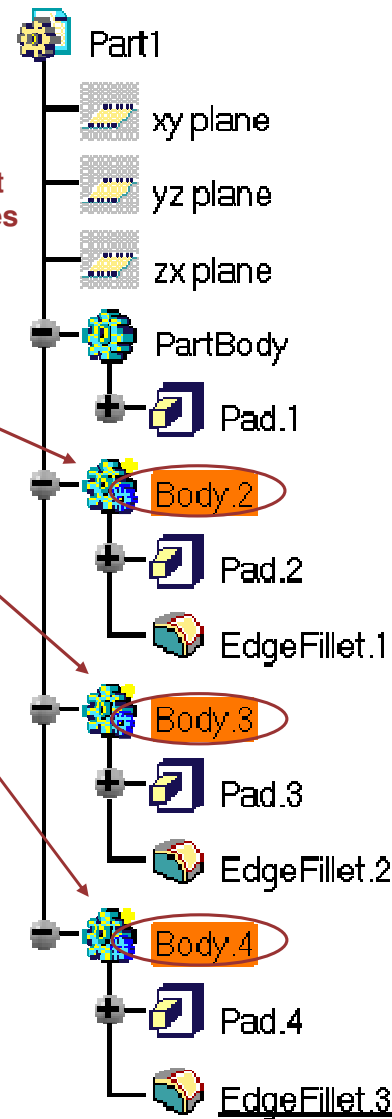 Part1
xy plane
t
yz plane
es
zx plane
PartBody
Pad.1
Body.2
Pad.2
EdgeFillet.1
Body.3
Pad.3
EdgeFillet.2
Body.4
Pad.4
EdgeFillet.3